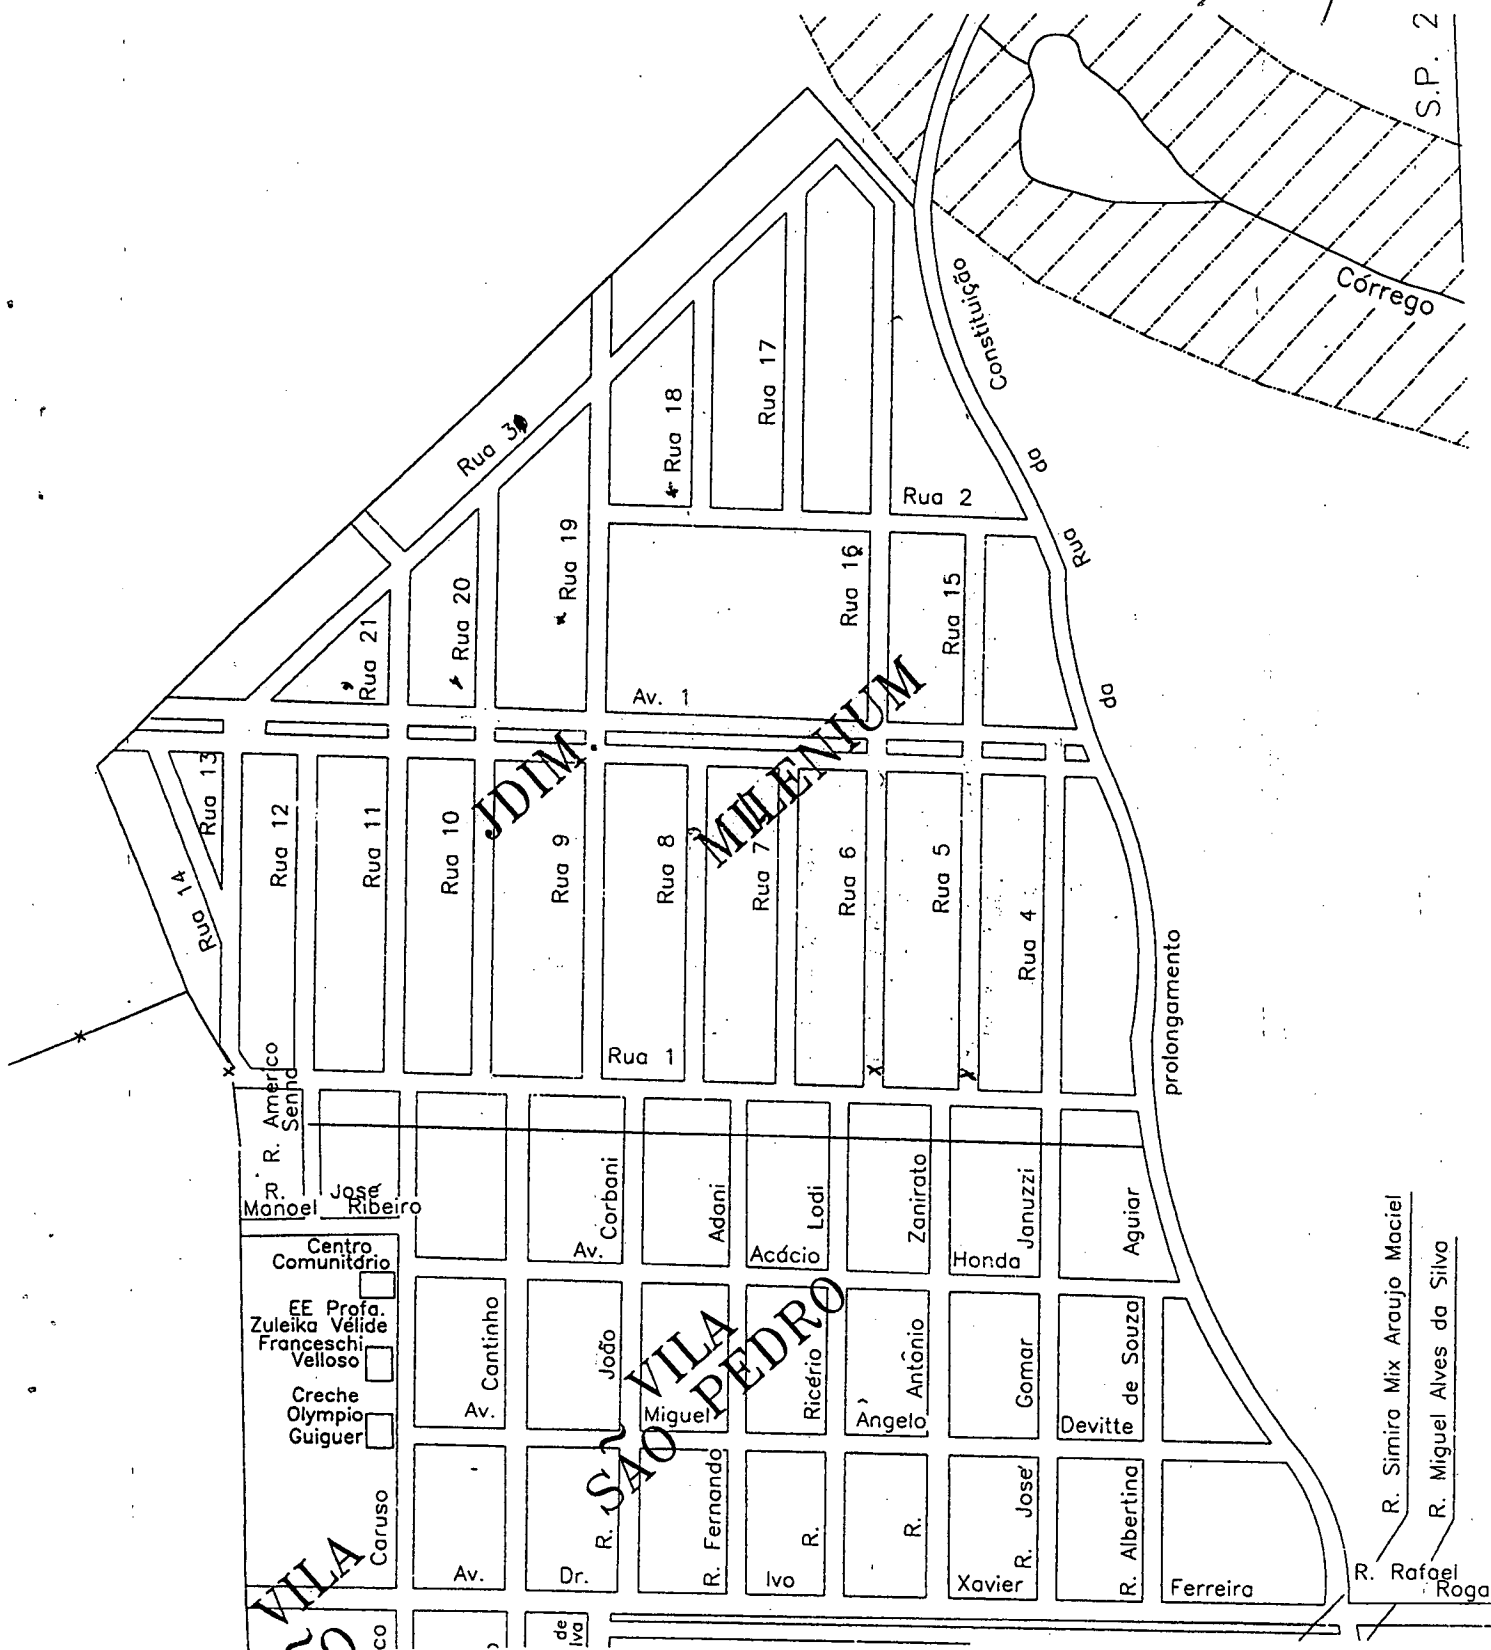 S.P. 2
Córrego
Constituição
da
Rua
da
prolongamento
Rua 17
Rua 18
Rua 2
Rua 19
Rua 16
Rua 15
Rua 20
Rua 21
Av. 1
JDIM.
MILLENIUM
Rua 13
Rua 14
Rua 12
Rua 11
Rua 10
Rua 9
Rua 8
Rua 7
Rua 6
Rua 5
Rua 4
Rua 1
R. Americo
Senna
R.
Manoel
José
Ribeiro
Centro
Comunitário
EE Profa.
Zuleika Vélide
Franceschi
Velloso
Creche
Olympio
Guiguer
Av.
Corbani
Adani
Acácio
Lodi
Zanirato
Honda
Januzzi
Aguiar
Cantinho
Av.
João
VILA
SÃO PEDRO
Miguel
Ricério
Antônio
Ângelo
Gomar
de Souza
Devitte
Caruso
Av.
Dr.
R.
R. Fernando
Ivo
R.
R.
Xavier
R. José
R. Albertina
Ferreira
R. Simira Mix Araujo Maciel
R. Miguel Alves da Silva
R. Rafael
Roga
VILA
de
lva
co